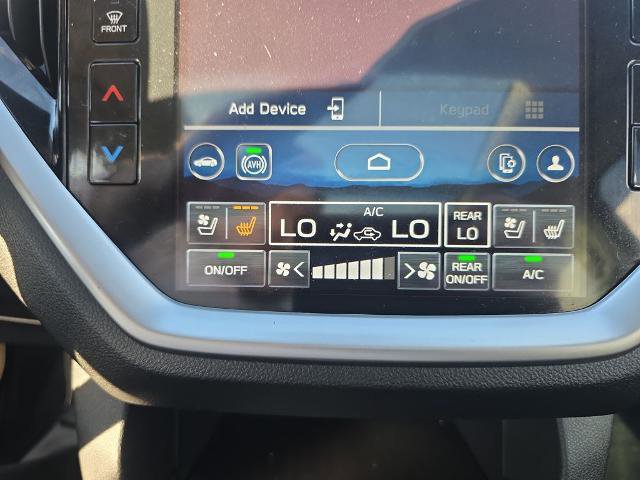 FRONT
Add Device
Keypad
AVH
A/C
LO LO
REAR
LO
ON/OFF
REAR
ON/OFF
A/C